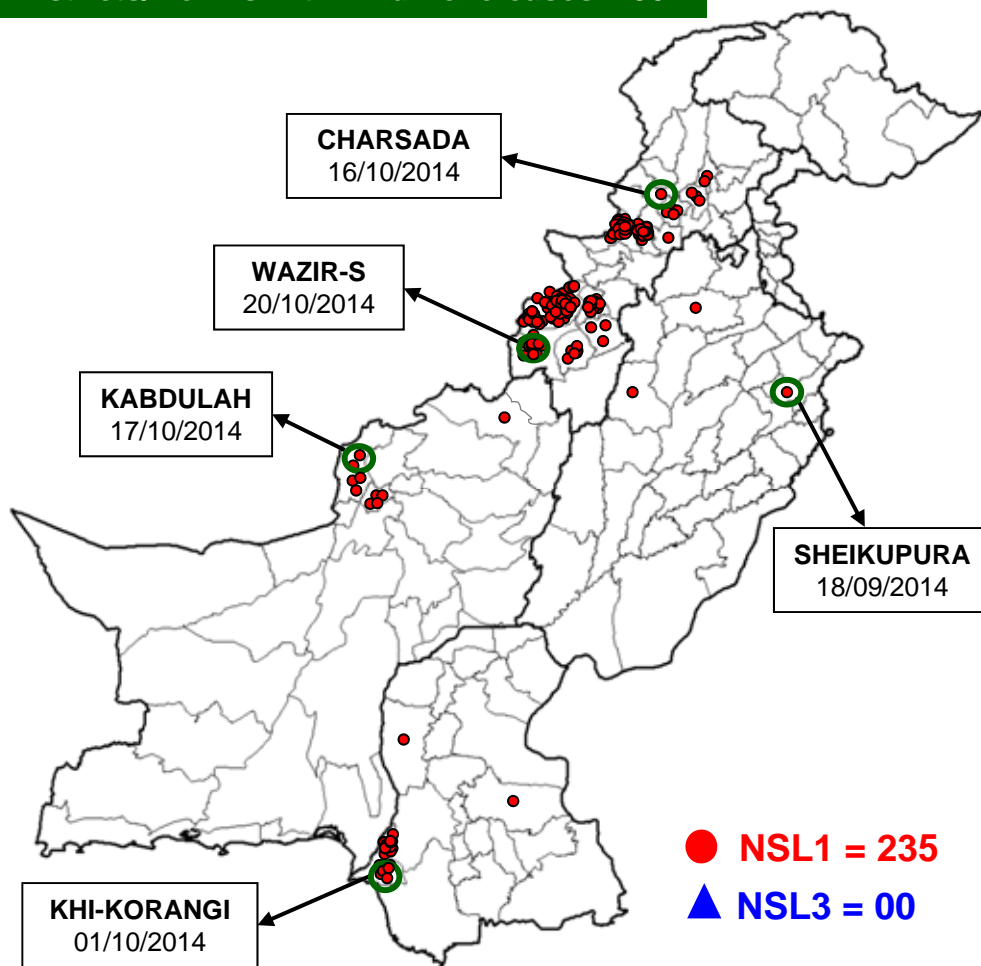 CHARSADA
16/10/2014
WAZIR-S
20/10/2014
KABDULAH
17/10/2014
SHEIKUPURA
18/09/2014
NSL1 = 235
NSL3 = 00
KHI-KORANGI
01/10/2014